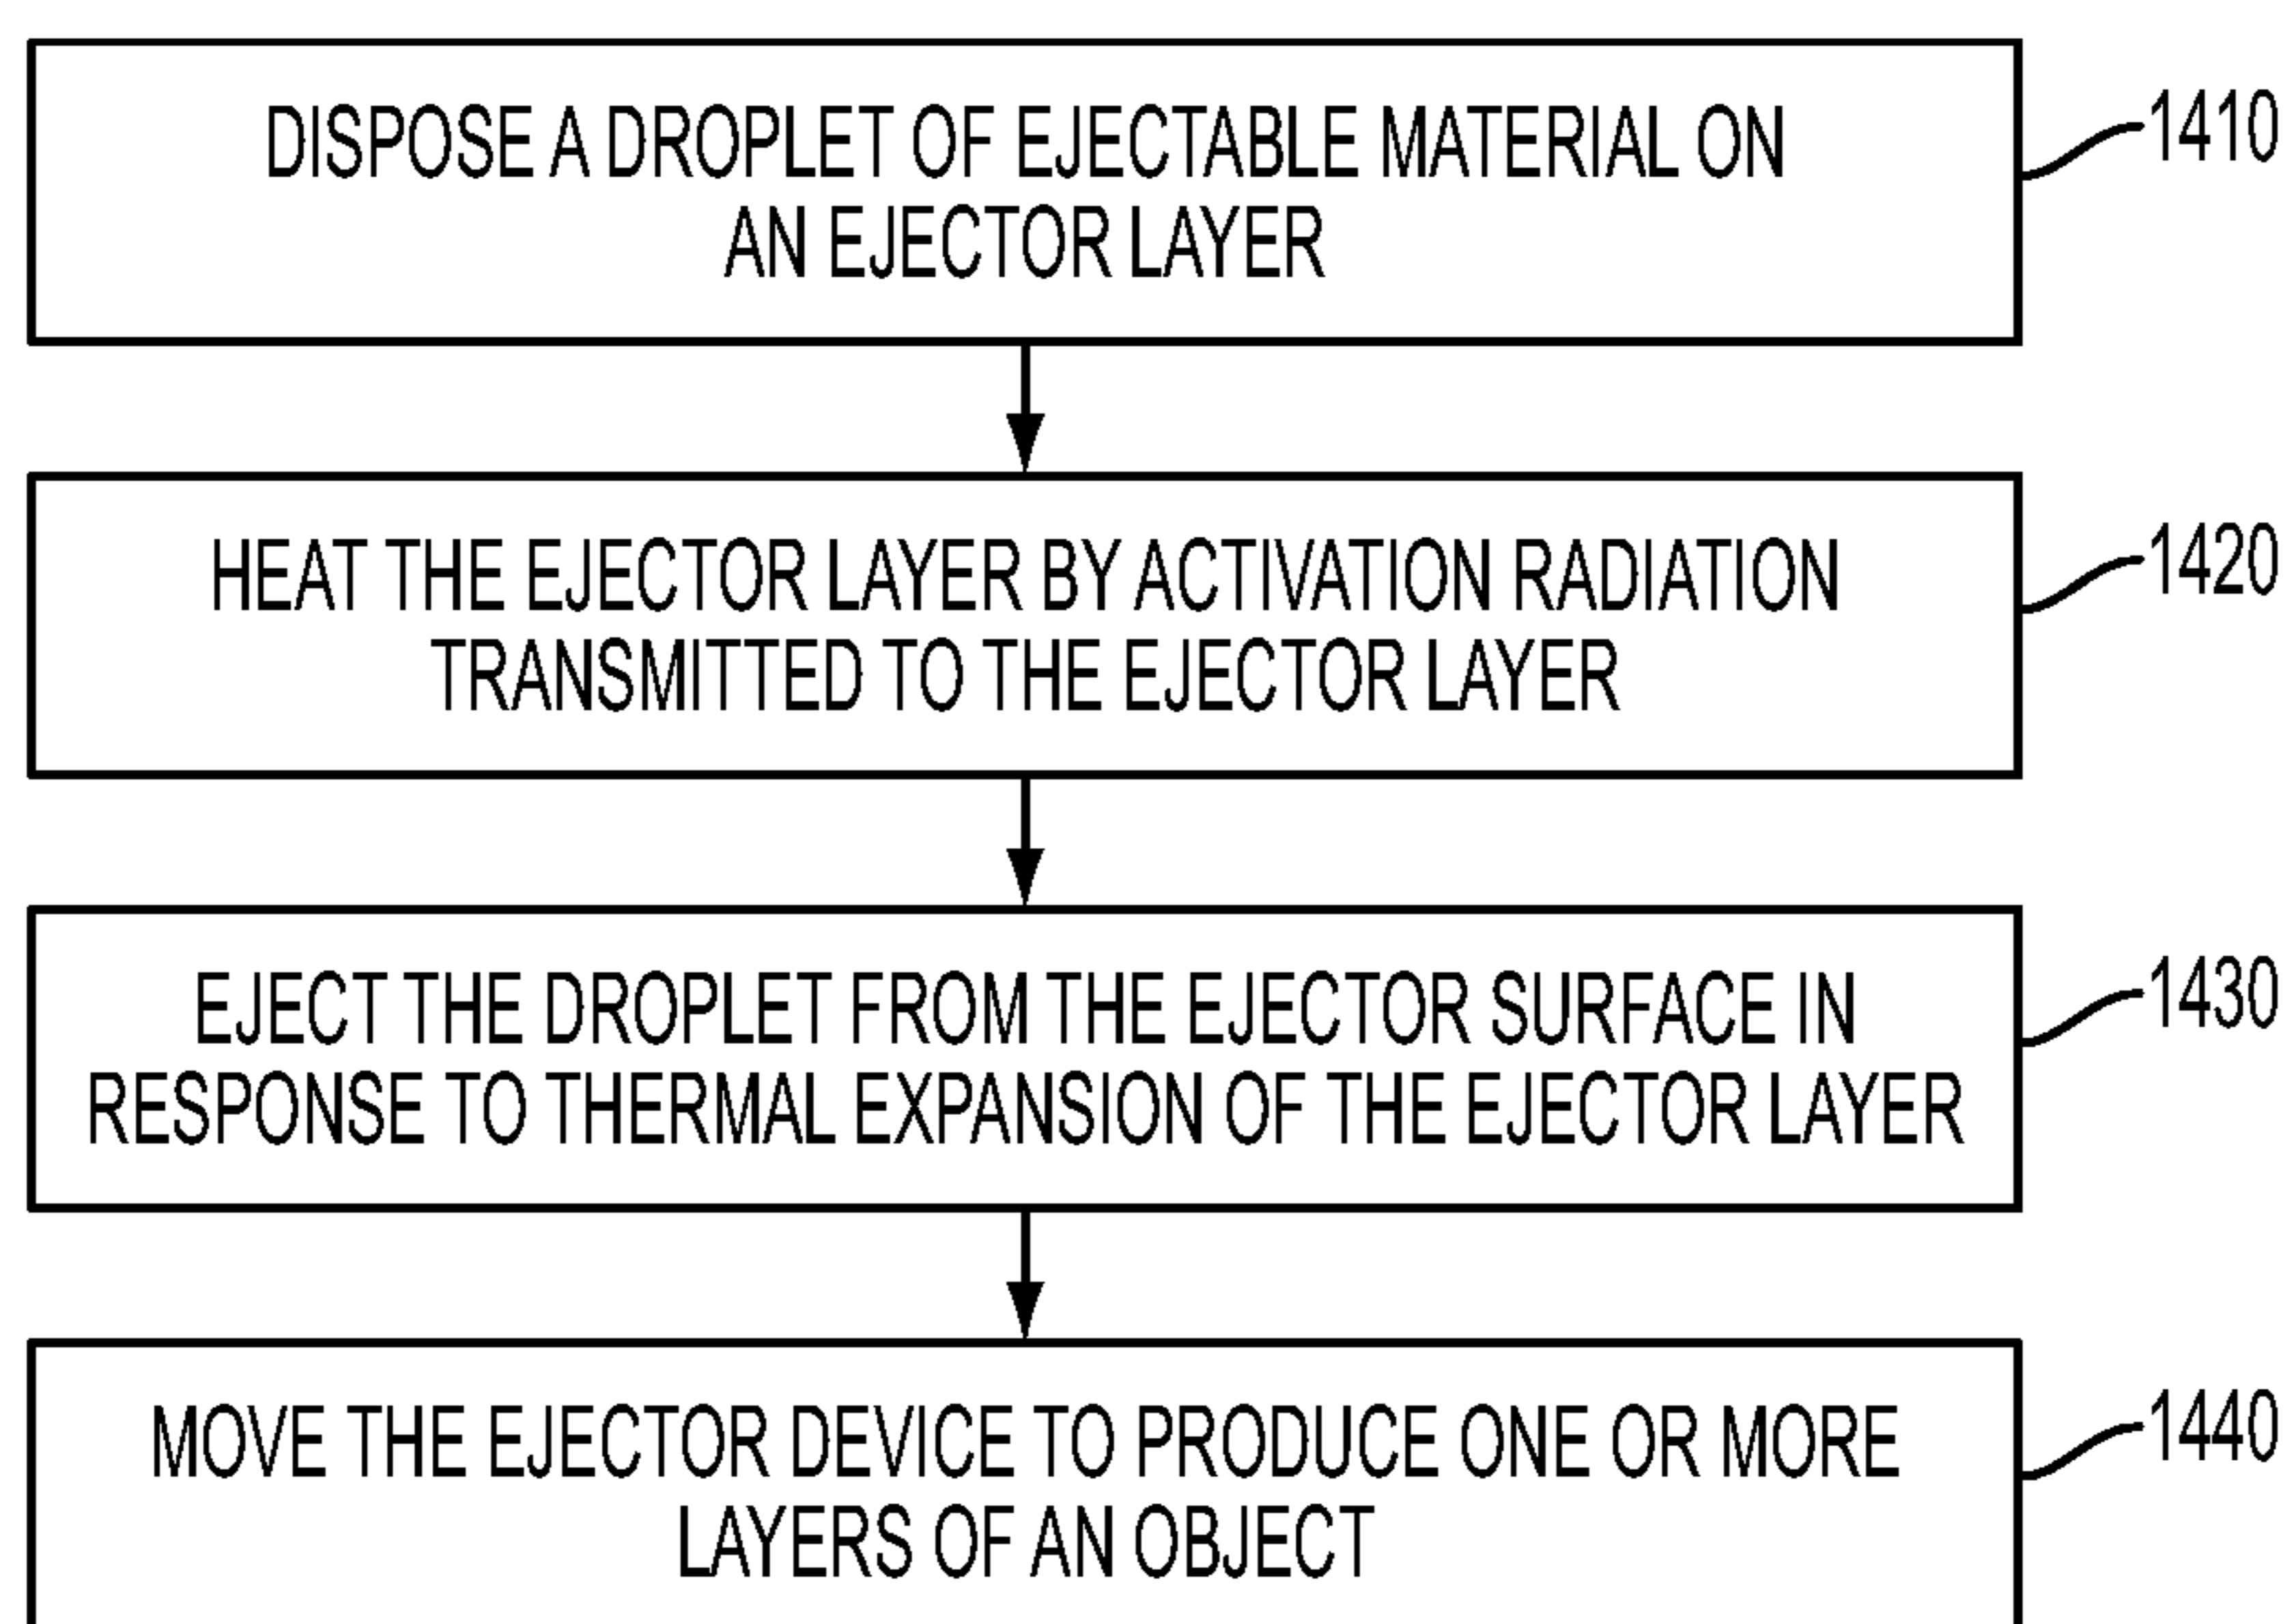 DISPOSE A DROPLET OF EJECTABLE MATERIAL ON
AN EJECTOR LAYER
1410
HEAT THE EJECTOR LAYER BY ACTIVATION RADIATION
TRANSMITTED TO THE EJECTOR LAYER
1420
EJECT THE DROPLET FROM THE EJECTOR SURFACE IN
RESPONSE TO THERMAL EXPANSION OF THE EJECTOR LAYER
1430
MOVE THE EJECTOR DEVICE TO PRODUCE ONE OR MORE
LAYERS OF AN OBJECT
1440